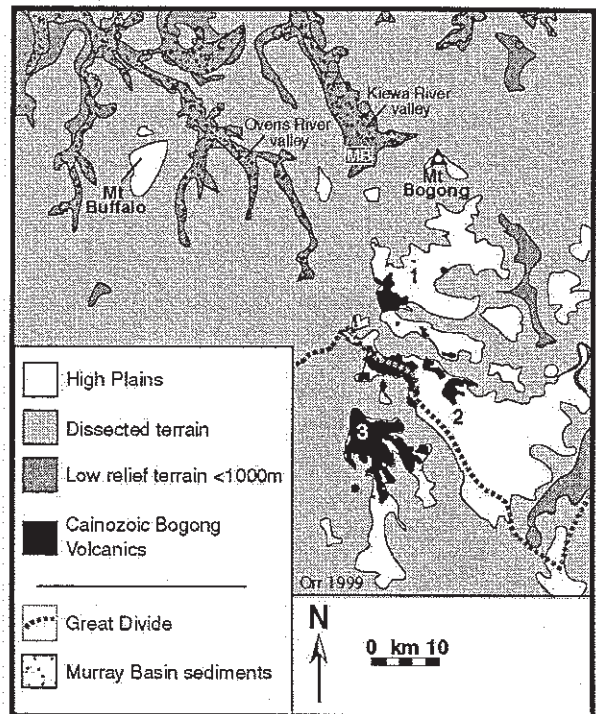 Kiewa River
valley
Ovens River
valley
MB
Mt
Buffalo
Mt
Bogong
1
2
3
High Plains
Dissected terrain
Low relief terrain <1000m
Cainozoic Bogong
Volcanics
Great Divide
Murray Basin sediments
Orr 1999
N
0 km 10